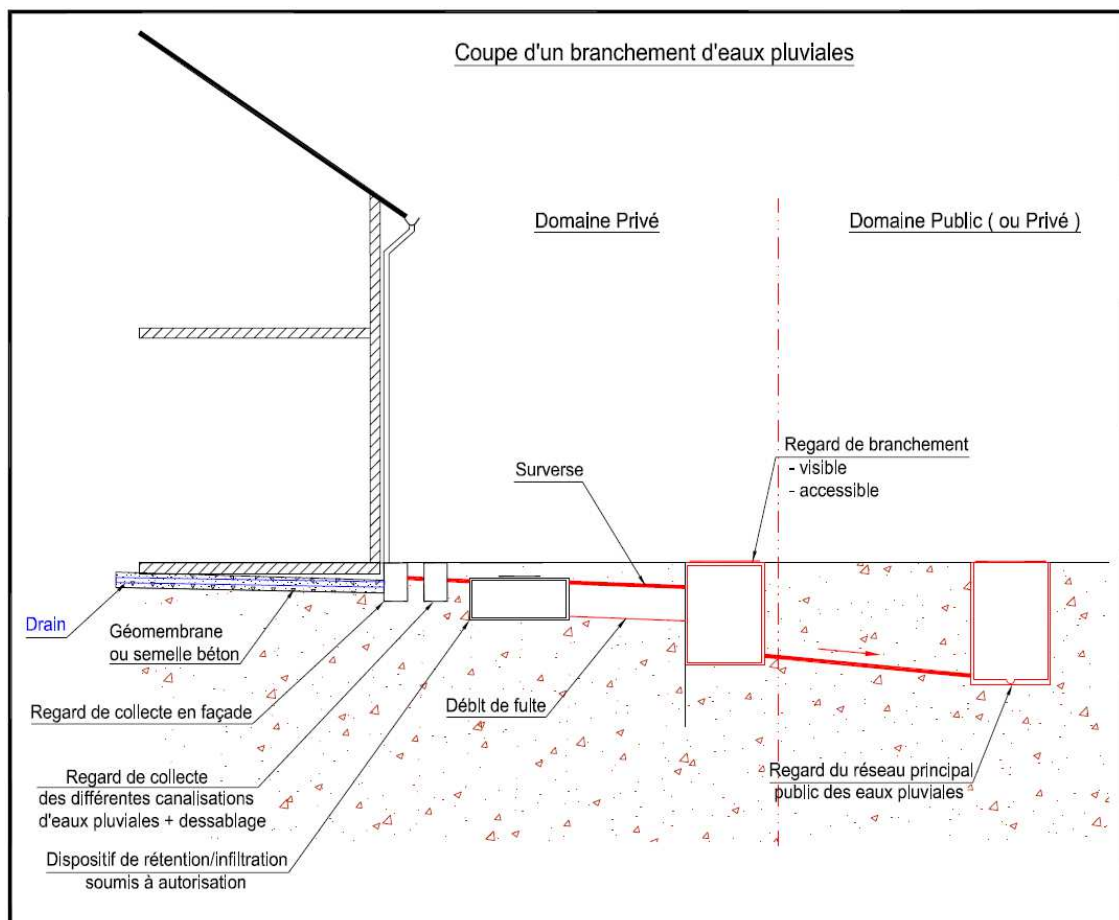 Coupe d'un branchement d'eaux pluviales
Domaine Privé
Domaine Public ( ou Privé )
Regard de branchement
- visible
- accessible
Surverse
Drain
Géomembrane
ou semelle béton
Regard de collecte en façade
Débit de fuite
Regard de collecte
des différentes canalisations
d'eaux pluviales + dessablage
Regard du réseau principal
public des eaux pluviales
Dispositif de rétention/infiltration
soumis à autorisation